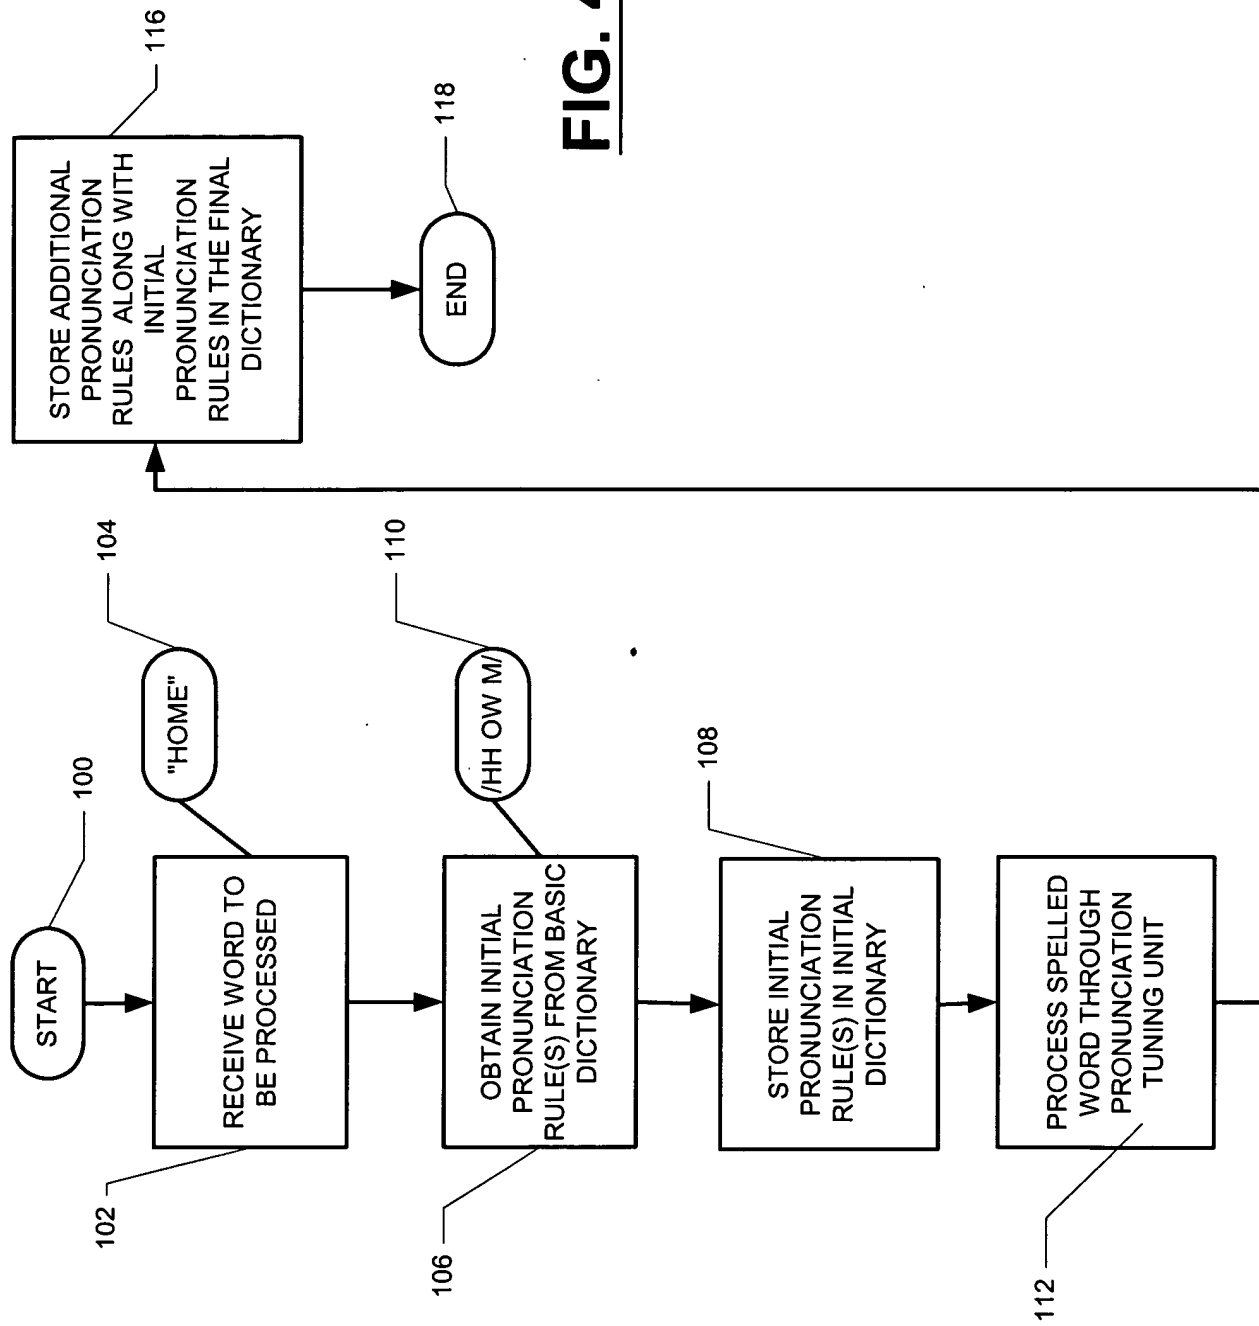 START
100
RECEIVE WORD TO
BE PROCESSED
102
"HOME"
104
OBTAIN INITIAL
PRONUNCIATION
RULE(S) FROM BASIC
DICTIONARY
106
/HH OW M/
110
STORE INITIAL
PRONUNCIATION
RULE(S) IN INITIAL
DICTIONARY
108
PROCESS SPELLED
WORD THROUGH
PRONUNCIATION
TUNING UNIT
112
STORE ADDITIONAL
PRONUNCIATION
RULES ALONG WITH
INITIAL
PRONUNCIATION
RULES IN THE FINAL
DICTIONARY
116
END
118
FIG.